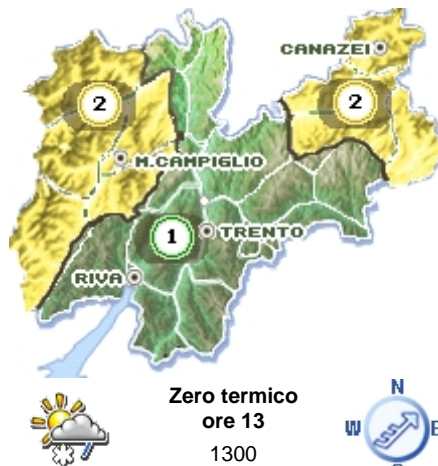 CANAZEI
2
2
M.CAMPIGLIO
1
TRENTO
RIVA
Zero termico
ore 13
1300
N
W
E